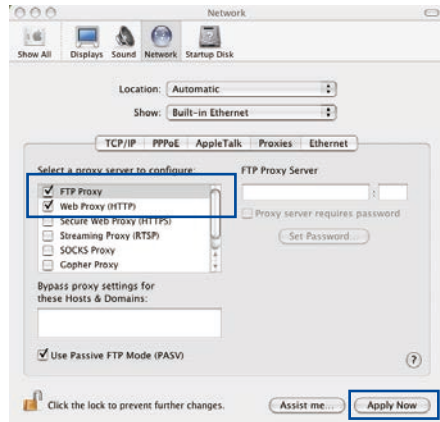 Network
Show All Displays Sound Network Startup Disk
Location: Automatic
Show: Built-in Ethernet
TCP/IP PPPoE AppleTalk Proxies Ethernet
Select a proxy server to configure: FTP Proxy Server
FTP Proxy
Web Proxy (HTTP)
:
Secure Web Proxy (HTTPS)
Proxy server requires password
Streaming Proxy (RTSP)
Set Password...
SOCKS Proxy
Gopher Proxy
Bypass proxy settings for
these Hosts & Domains:
Use Passive FTP Mode (PASV)
?
Click the lock to prevent further changes. Assist me... Apply Now